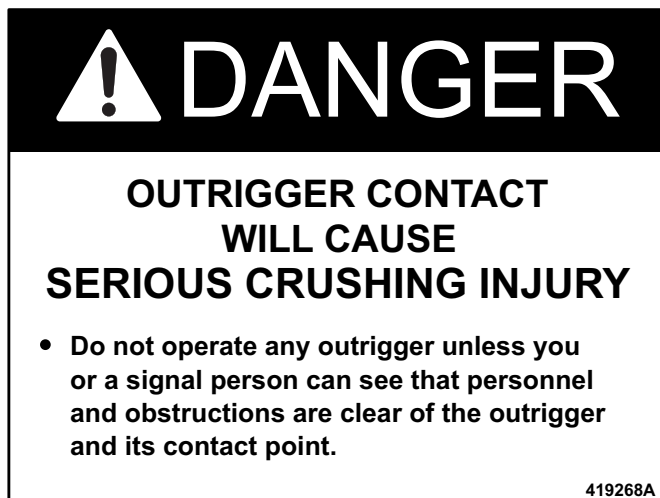 DANGER
OUTRIGGER CONTACT
WILL CAUSE
SERIOUS CRUSHING INJURY
• Do not operate any outrigger unless you
or a signal person can see that personnel
and obstructions are clear of the outrigger
and its contact point.
419268A